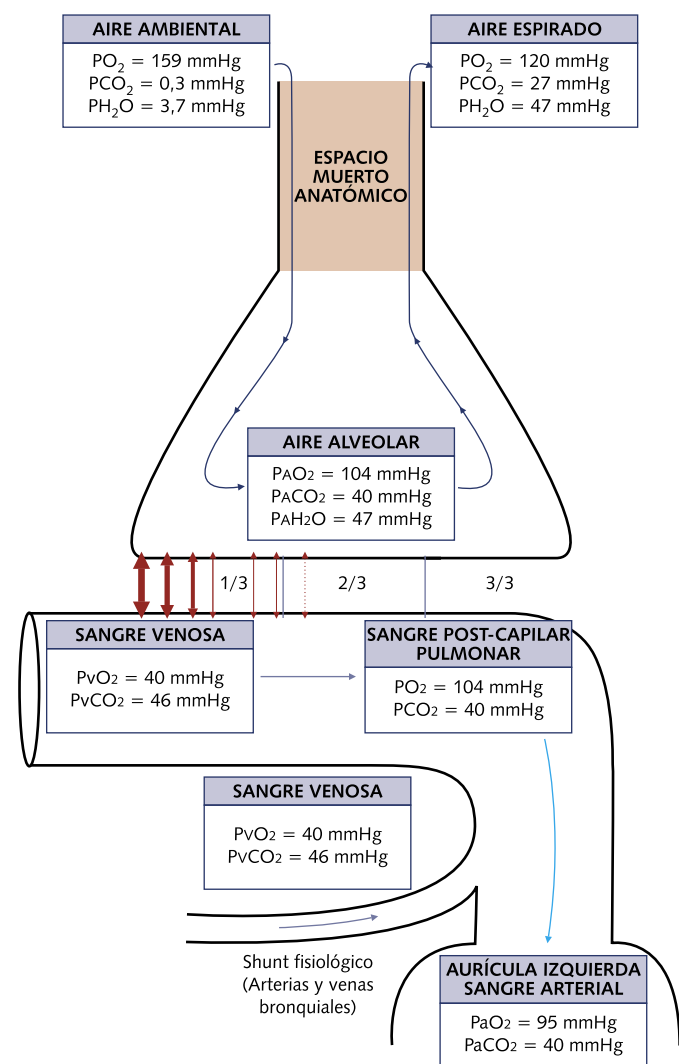 AIRE AMBIENTAL
PO2 = 159 mmHg
PCO2 = 0,3 mmHg
PH2O = 3,7 mmHg
AIRE ESPIRADO
PO2 = 120 mmHg
PCO2 = 27 mmHg
PH2O = 47 mmHg
ESPACIO
MUERTO
ANATÓMICO
AIRE ALVEOLAR
PAO2 = 104 mmHg
PACO2 = 40 mmHg
PAH2O = 47 mmHg
1/3
2/3
3/3
SANGRE VENOSA
PvO2 = 40 mmHg
PvCO2 = 46 mmHg
SANGRE POST-CAPILAR
PULMONAR
PO2 = 104 mmHg
PCO2 = 40 mmHg
SANGRE VENOSA
PvO2 = 40 mmHg
PvCO2 = 46 mmHg
Shunt fisiológico
(Arterias y venas
bronquiales)
AURÍCULA IZQUIERDA
SANGRE ARTERIAL
PaO2 = 95 mmHg
PaCO2 = 40 mmHg